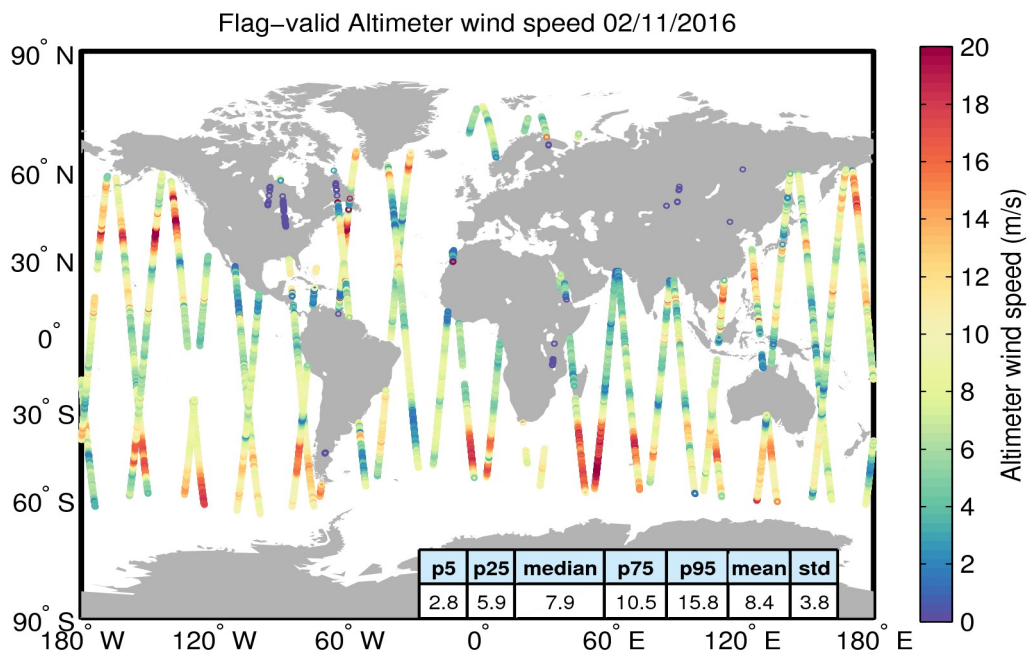 Flag−valid Altimeter wind speed 02/11/2016
90° N
60° N
30° N
0°
30° S
60° S
90° S
180° W
120° W
60° W
0°
60° E
120° E
180° E
p5 p25 median p75 p95 mean std
2.8 5.9 7.9 10.5 15.8 8.4 3.8
20
18
16
14
12
10
8
6
4
2
0
Altimeter wind speed (m/s)